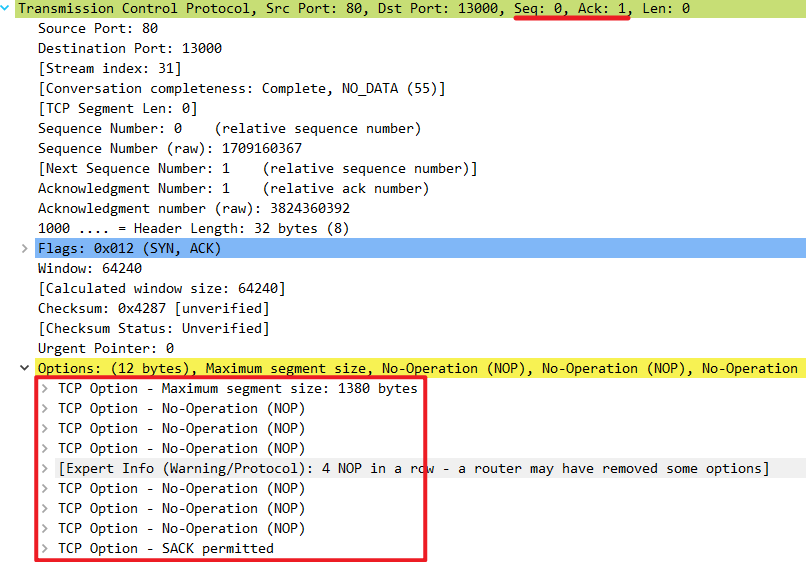 Transmission Control Protocol, Src Port: 80, Dst Port: 13000, Seq: 0, Ack: 1, Len: 0
Source Port: 80
Destination Port: 13000
[Stream index: 31]
[Conversation completeness: Complete, NO_DATA (55)]
[TCP Segment Len: 0]
Sequence Number: 0    (relative sequence number)
Sequence Number (raw): 1709160367
[Next Sequence Number: 1    (relative sequence number)]
Acknowledgment Number: 1    (relative ack number)
Acknowledgment number (raw): 3824360392
1000 .... = Header Length: 32 bytes (8)
Flags: 0x012 (SYN, ACK)
Window: 64240
[Calculated window size: 64240]
Checksum: 0x4287 [unverified]
[Checksum Status: Unverified]
Urgent Pointer: 0
Options: (12 bytes), Maximum segment size, No-Operation (NOP), No-Operation (NOP), No-Operation
TCP Option - Maximum segment size: 1380 bytes
TCP Option - No-Operation (NOP)
TCP Option - No-Operation (NOP)
TCP Option - No-Operation (NOP)
[Expert Info (Warning/Protocol): 4 NOP in a row - a router may have removed some options]
TCP Option - No-Operation (NOP)
TCP Option - No-Operation (NOP)
TCP Option - No-Operation (NOP)
TCP Option - SACK permitted